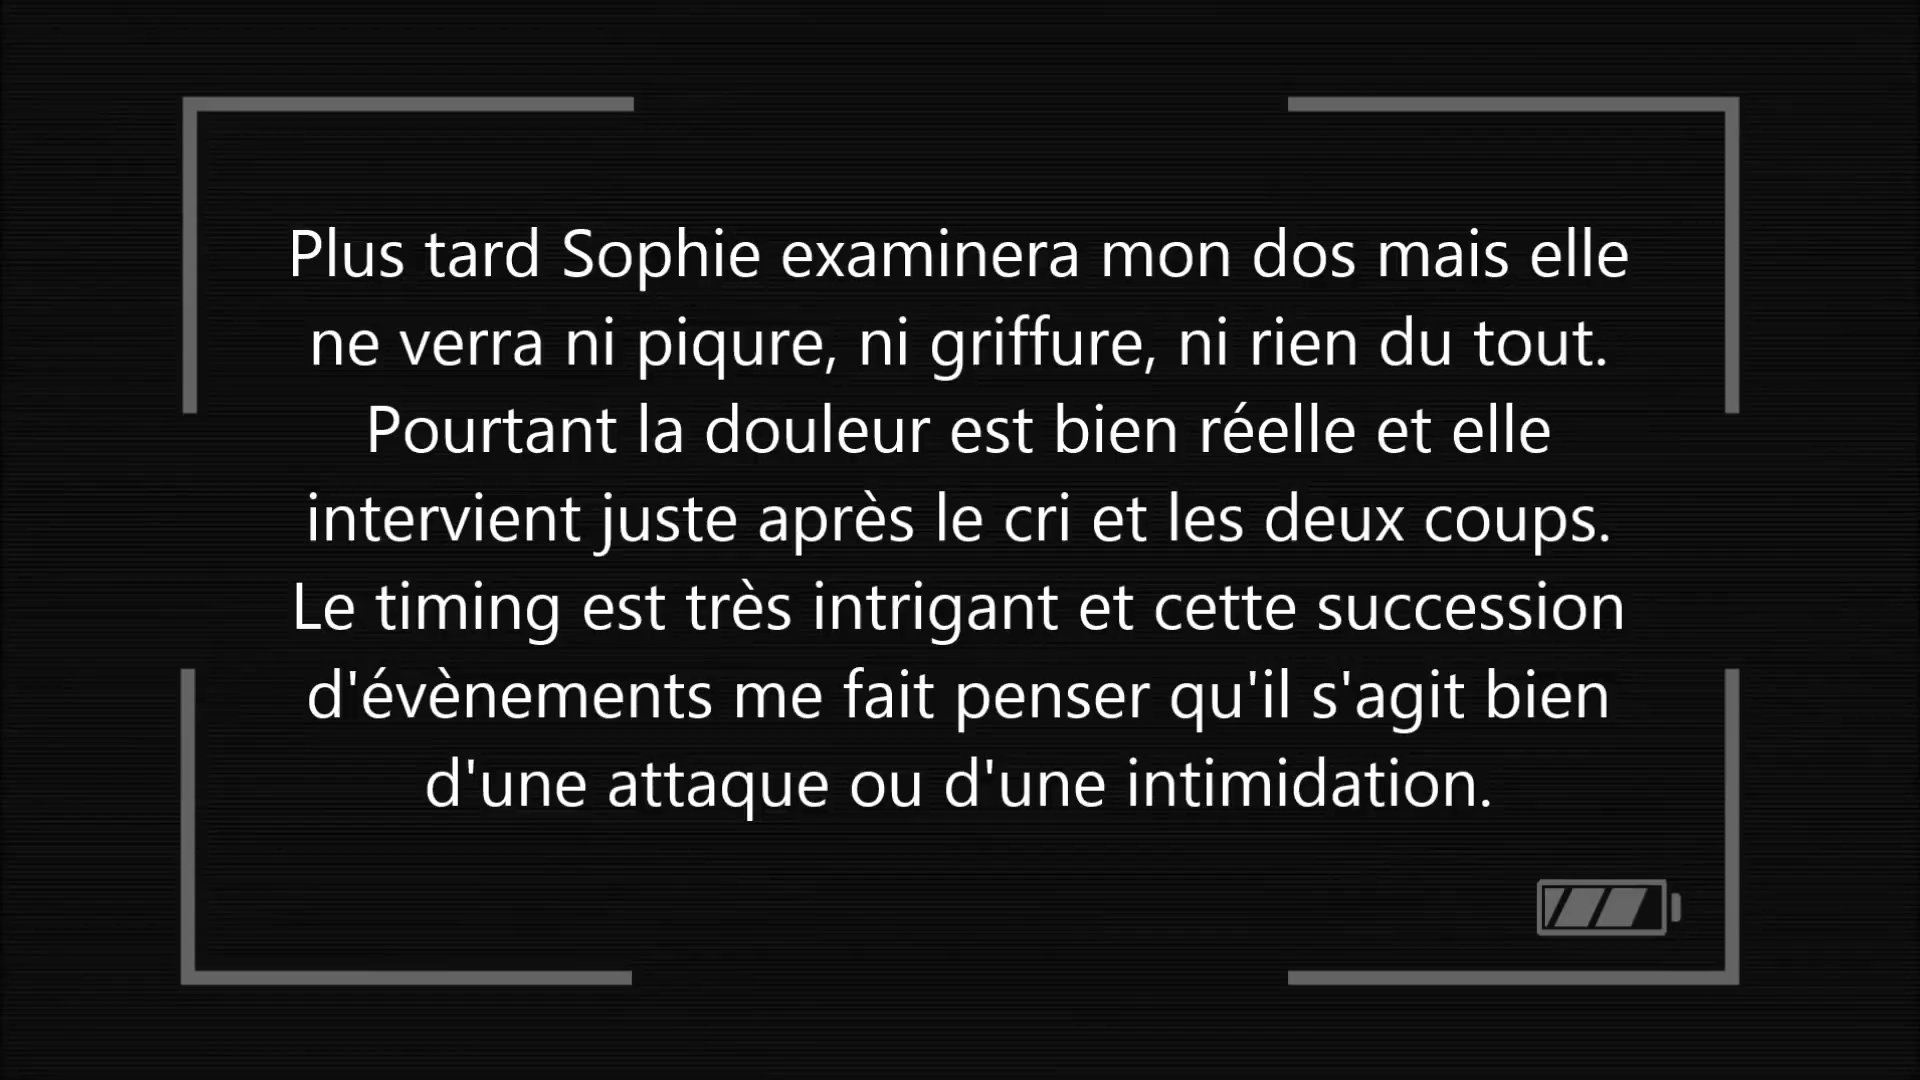 Plus tard Sophie examinera mon dos mais elle
ne verra ni piqure, ni griffure, ni rien du tout.
Pourtant la douleur est bien réelle et elle
intervient juste après le cri et les deux coups.
Le timing est très intrigant et cette succession
d'évènements me fait penser qu'il s'agit bien
d'une attaque ou d'une intimidation.